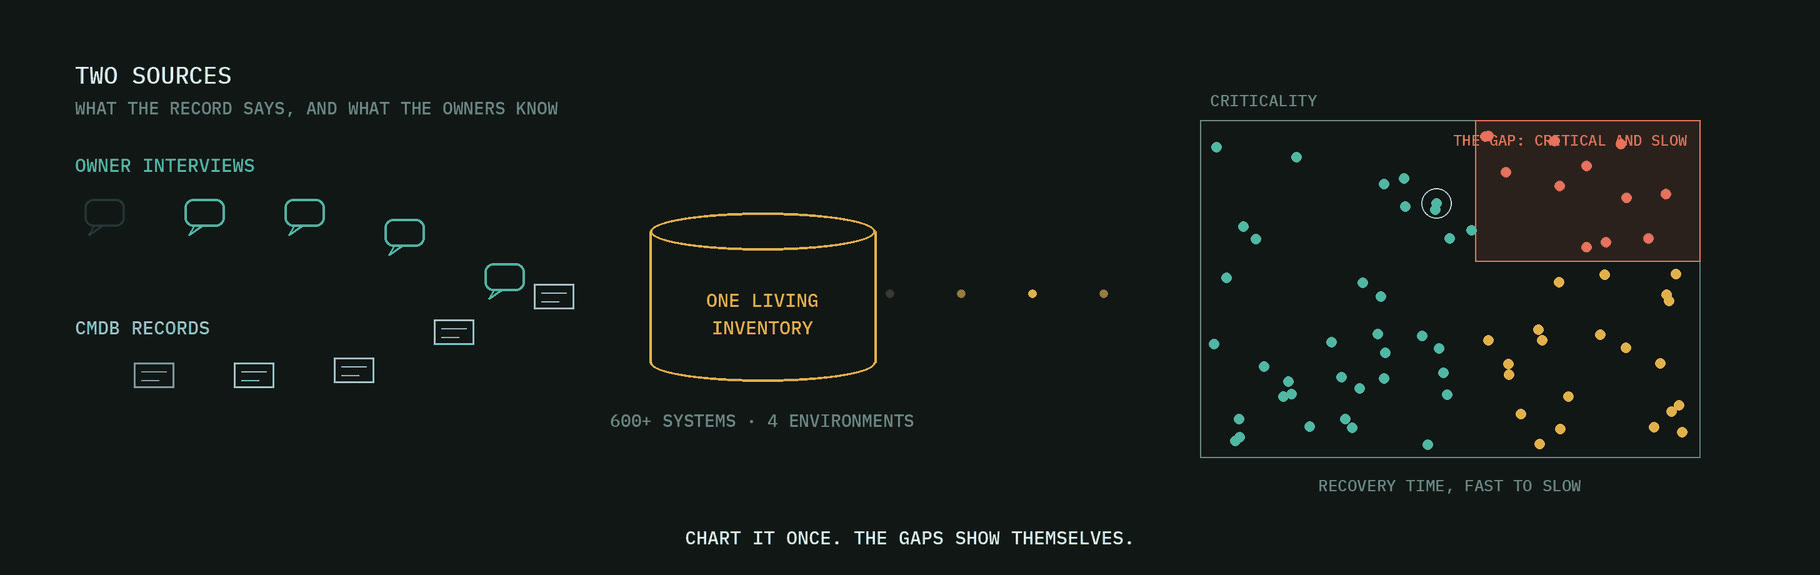 TWO SOURCES
WHAT THE RECORD SAYS, AND WHAT THE OWNERS KNOW
OWNER INTERVIEWS
CMDB RECORDS
ONE LIVING
INVENTORY
600+ SYSTEMS · 4 ENVIRONMENTS
CRITICALITY
THE GAP: CRITICAL AND SLOW
RECOVERY TIME, FAST TO SLOW
CHART IT ONCE. THE GAPS SHOW THEMSELVES.